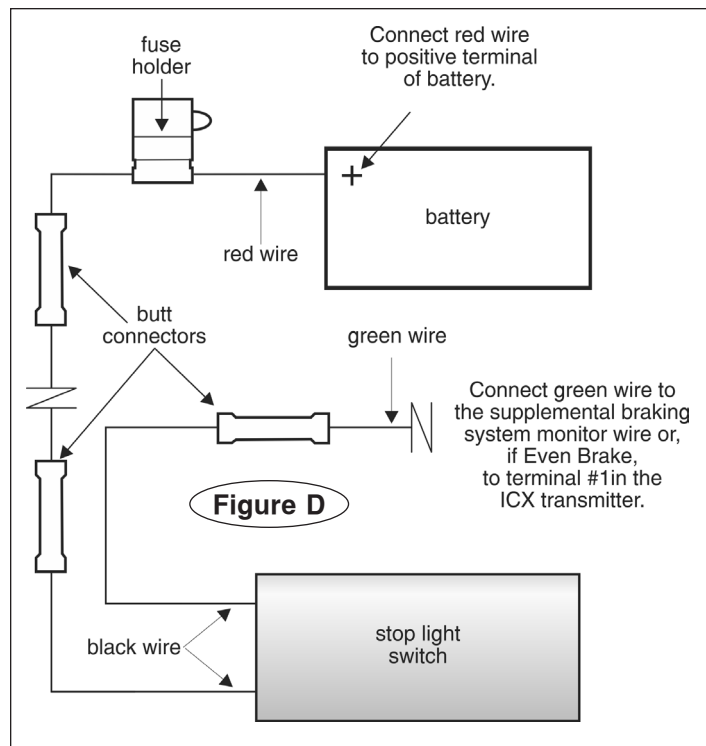 fuse
holder
Connect red wire
to positive terminal
of battery.
+
battery
red wire
butt
connectors
green wire
Connect green wire to
the supplemental braking
system monitor wire or,
if Even Brake,
to terminal #1in the
ICX transmitter.
Figure D
stop light
switch
black wire